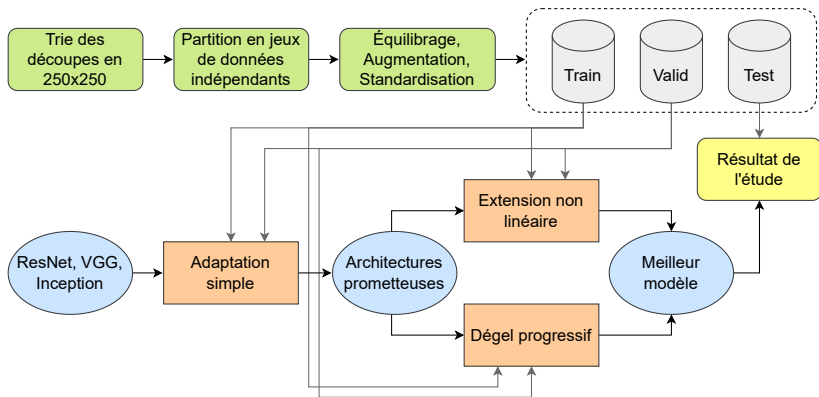 Trie des
découpes en
250x250
Partition en jeux
de données
indépendants
Équilibrage,
Augmentation,
Standardisation
Train
Valid
Test
Résultat de
l'étude
Extension non
linéaire
ResNet, VGG,
Inception
Adaptation
simple
Architectures
prometteuses
Meilleur
modèle
Dégel progressif